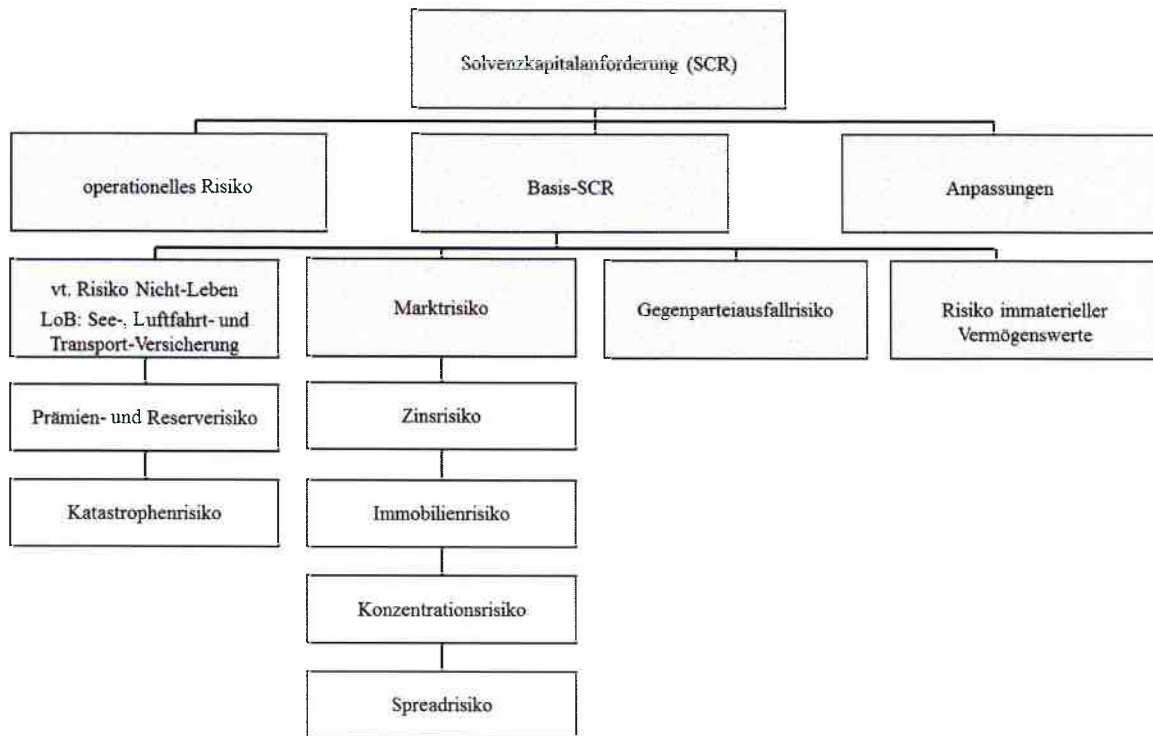 Solvenzkapitalanforderung (SCR)
operationelles Risiko
Basis-SCR
Anpassungen
vt. Risiko Nicht-Leben
LoB: See-, Luftfahrt- und
Transport-Versicherung
Marktrisiko
Gegenparteiausfallrisiko
Risiko immaterieller
Vermögenswerte
Prämien- und Reserverisiko
Zinsrisiko
Katastrophenrisiko
Immobilienrisiko
Konzentrationsrisiko
Spreadrisiko